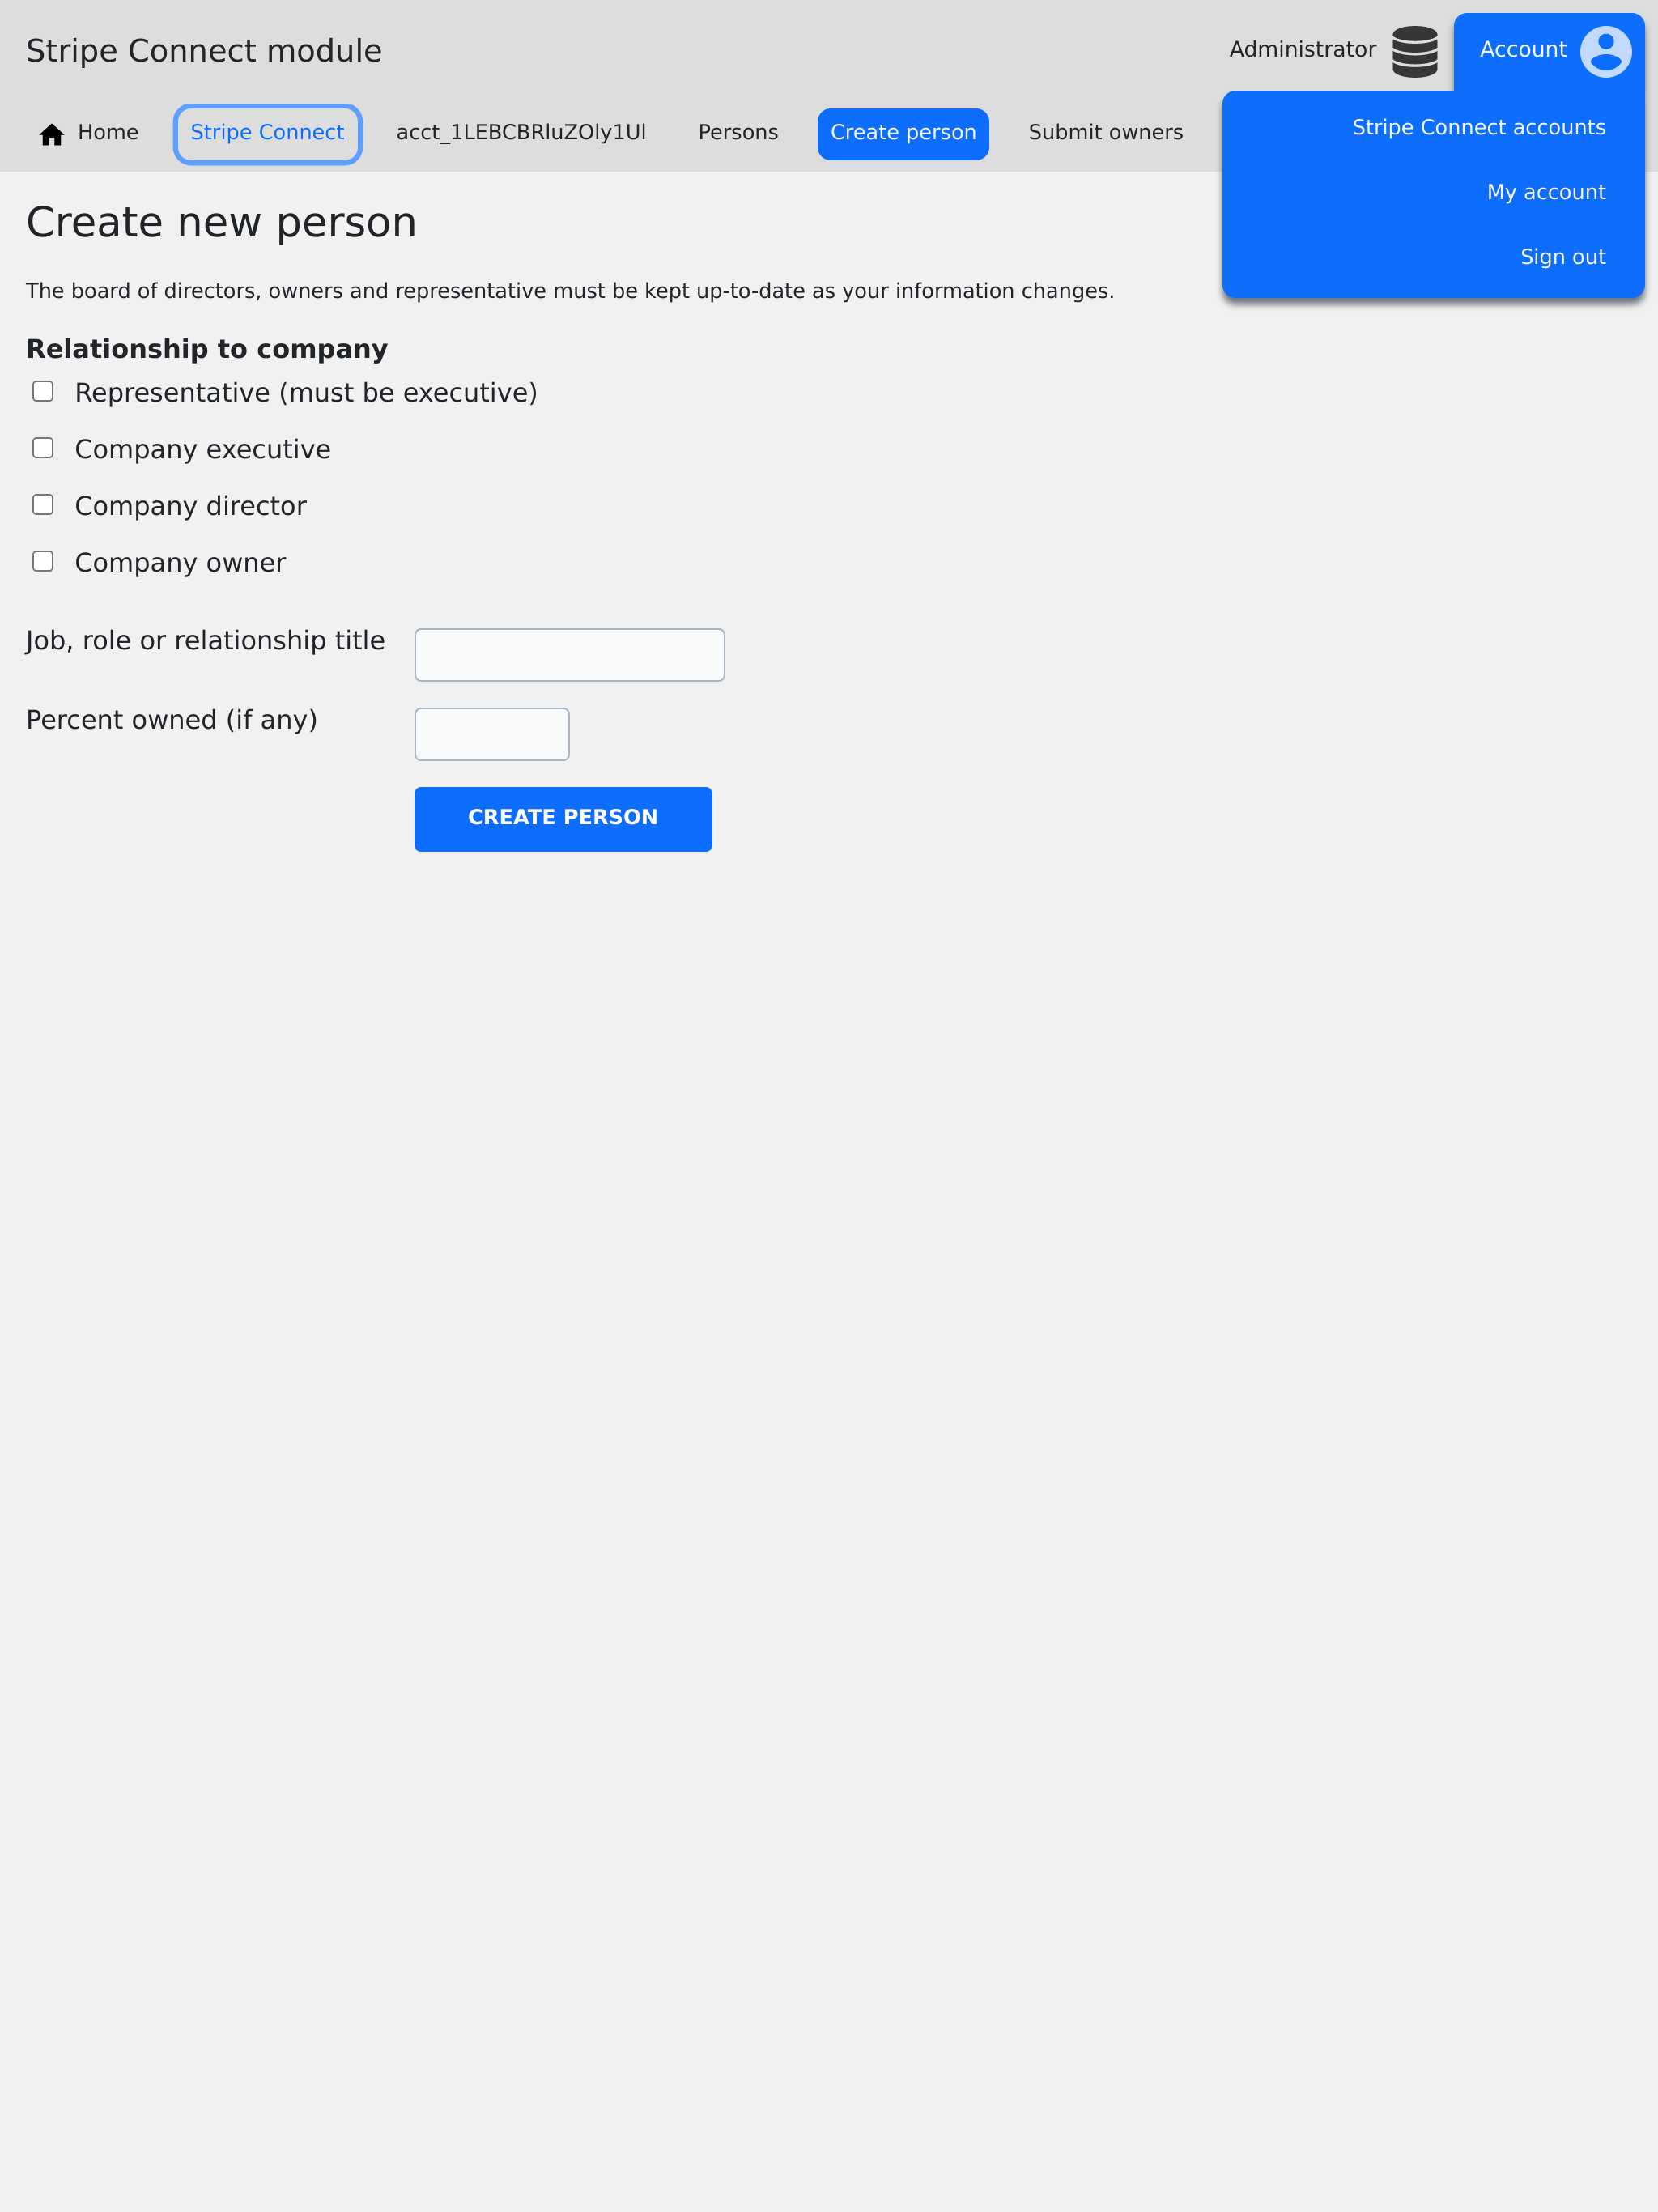 Stripe Connect module
Administrator
Account
Home
Stripe Connect
acct_1LEBCBRluZOly1Ul
Persons
Create person
Submit owners
Stripe Connect accounts
My account
Sign out
Create new person
The board of directors, owners and representative must be kept up-to-date as your information changes.
Relationship to company
Representative (must be executive)
Company executive
Company director
Company owner
Job, role or relationship title
Percent owned (if any)
CREATE PERSON